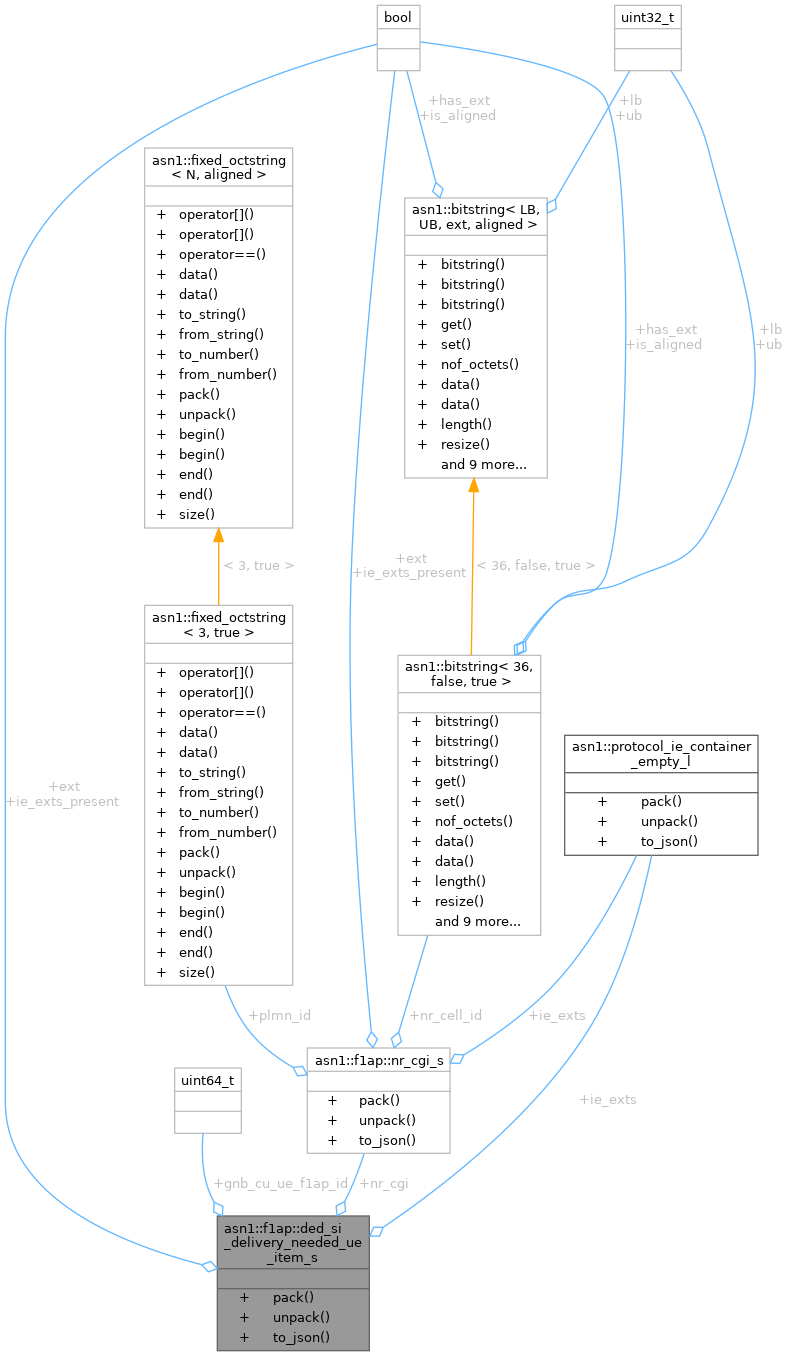 bool
uint32_t
+has_ext
+is_aligned
+lb
+ub
asn1::fixed_octstring
< N, aligned >
+ operator[]()
+ operator[]()
+ operator==()
+ data()
+ data()
+ to_string()
+ from_string()
+ to_number()
+ from_number()
+ pack()
+ unpack()
+ begin()
+ begin()
+ end()
+ end()
+ size()
asn1::bitstring< LB,
UB, ext, aligned >
+ bitstring()
+ bitstring()
+ bitstring()
+ get()
+ set()
+ nof_octets()
+ data()
+ data()
+ length()
+ resize()
and 9 more...
+has_ext
+is_aligned
+lb
+ub
< 3, true >
+ext
+ie_exts_present
< 36, false, true >
asn1::fixed_octstring
< 3, true >
+ operator[]()
+ operator[]()
+ operator==()
+ data()
+ data()
+ to_string()
+ from_string()
+ to_number()
+ from_number()
+ pack()
+ unpack()
+ begin()
+ begin()
+ end()
+ end()
+ size()
asn1::bitstring< 36,
false, true >
+ bitstring()
+ bitstring()
+ bitstring()
+ get()
+ set()
+ nof_octets()
+ data()
+ data()
+ length()
+ resize()
and 9 more...
asn1::protocol_ie_container
_empty_l
+ pack()
+ unpack()
+ to_json()
+ext
+ie_exts_present
+plmn_id
+nr_cell_id
+ie_exts
asn1::f1ap::nr_cgi_s
+ pack()
+ unpack()
+ to_json()
uint64_t
+ie_exts
+gnb_cu_ue_f1ap_id
+nr_cgi
asn1::f1ap::ded_si
_delivery_needed_ue
_item_s
+ pack()
+ unpack()
+ to_json()